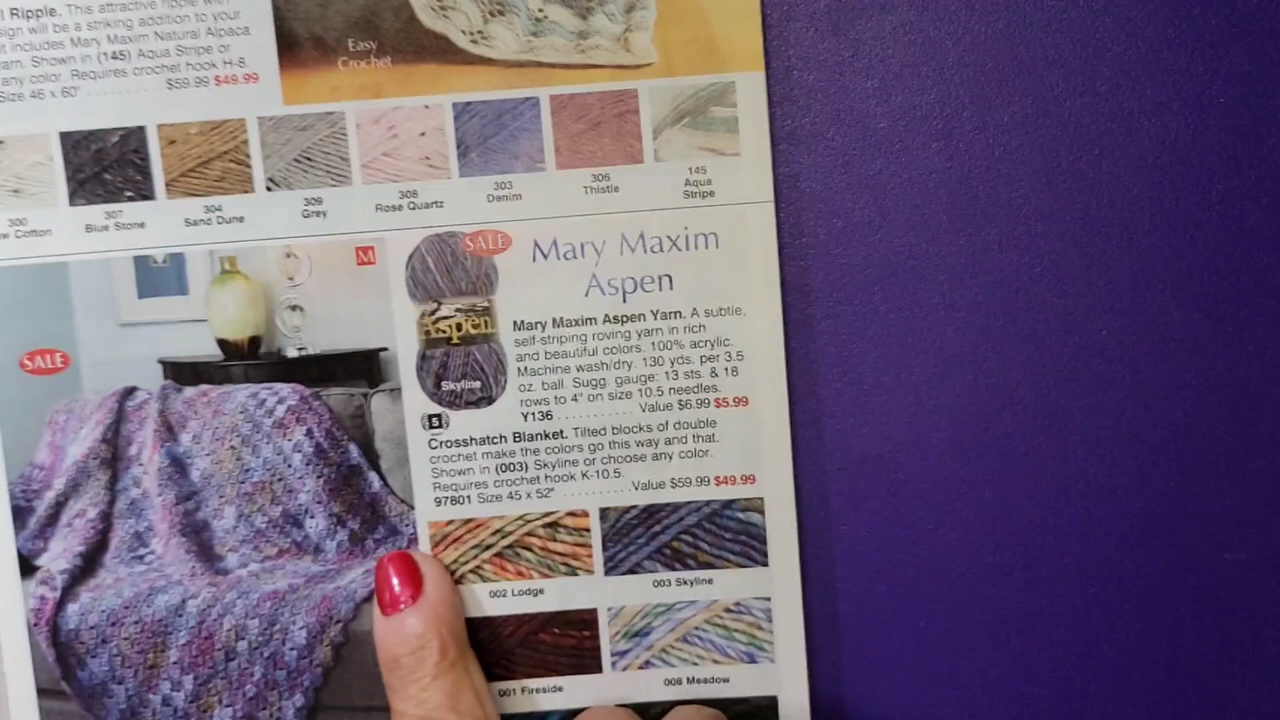 l Ripple. This attractive ripple with
sign will be a striking addition to your
it includes Mary Maxim Natural Alpaca
arn. Shown in (145) Aqua Stripe or
any color. Requires crochet hook H-8.
Size 46 x 60" $59.99 $49.99
Easy
Crochet
300
w Cotton
307
Blue Stone
304
Sand Dune
309
Grey
308
Rose Quartz
303
Denim
306
Thistle
145
Aqua
Stripe
M
SALE
SALE
Aspen
Skyline
5
Mary Maxim
Aspen
Mary Maxim Aspen Yarn. A subtle,
self-striping roving yarn in rich
and beautiful colors. 100% acrylic.
Machine wash/dry. 130 yds. per 3.5
oz. ball. Sugg. gauge: 13 sts. & 18
rows to 4" on size 10.5 needles.
Y136 . . . . . . . . . . . Value $6.99 $5.99
Crosshatch Blanket. Tilted blocks of double
crochet make the colors go this way and that.
Shown in (003) Skyline or choose any color.
Requires crochet hook K-10.5.
97801 Size 45 x 52" . . . . . . . . . . Value $59.99 $49.99
002 Lodge
003 Skyline
001 Fireside
006 Meadow